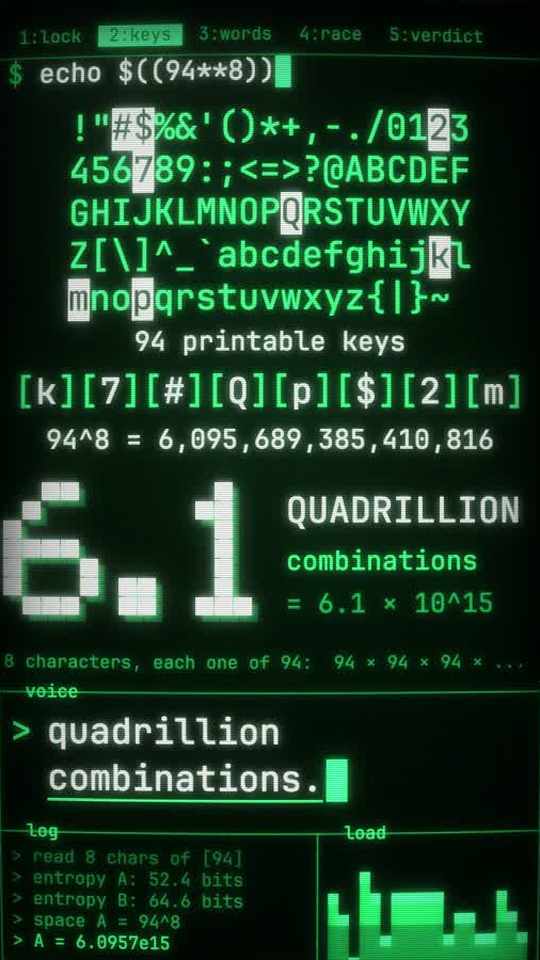 1:lock 2:keys 3:words 4:race 5:verdict
$ echo $((94**8))
!"#$%&'()*+,-./0123
456789:;<=>?@ABCDEF
GHIJKLMNOPQRSTUVWXY
Z[\]^_`abcdefghijkl
mnopqrstuvwxyz{|}~
94 printable keys
[k][7][#][Q][p][$][2][m]
94^8 = 6,095,689,385,410,816
6.1 QUADRILLION
combinations
= 6.1 × 10^15
8 characters, each one of 94: 94 × 94 × 94 × ...
voice
> quadrillion
combinations.
log
> read 8 chars of [94]
> entropy A: 52.4 bits
> entropy B: 64.6 bits
> space A = 94^8
> A = 6.0957e15
load